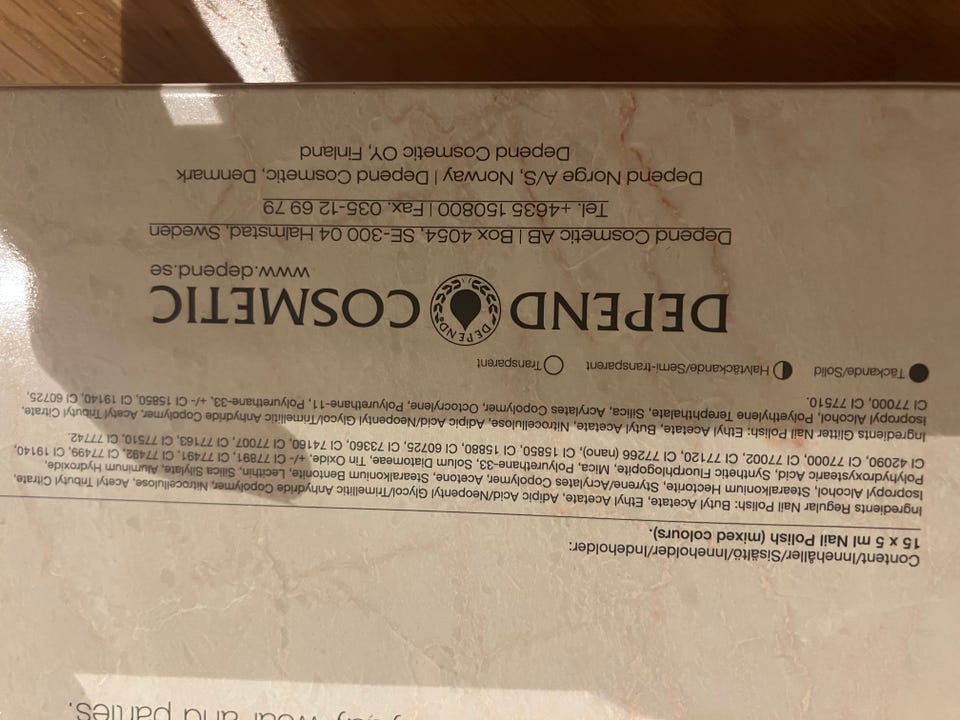 wear and parties.
Content/Innent/Innehåller/Sisältö/Inneholder/Indeholder:
15 x 5 ml Nail Polish (mixed colours).
Ingredients Regular Nail Polish: Butyl Acetate, Ethyl Acetate, Adipic Acid/Neopentyl Glycol/Trimellitic Anhydride Copolymer, Nitrocellulose, Acetyl Tributyl Citrate,
Isopropyl Alcohol, Stearalkonium Hectorite, Styrene/Acrylates Copolymer, Acetone, Stearalkonium Bentonite, Lecithin, Silica Silylate, Aluminum Hydroxide,
Polyhydroxystearic Acid, Synthetic Fluorphlogopite, Mica, Polyurethane-33, Solum Diatomeae, Tin Oxide, +/- CI 77891, CI 77491, CI 77492, CI 77499, CI 19140
CI 42090, CI 77000, CI 77002, CI 77120, CI 77266 (nano), CI 15850, CI 15880, CI 60725, CI 73360, CI 74160, CI 77007, CI 77163, CI 77510, CI 77742.
Ingredients Glitter Nail Polish: Ethyl Acetate, Butyl Acetate, Nitrocellulose, Adipic Acid/Neopentyl Glycol/Trimellitic Anhydride Copolymer, Acetyl Tributyl Citrate,
Isopropyl Alcohol, Polyethylene Terephthalate, Silica, Acrylates Copolymer, Octocrylene, Polyurethane-11, Polyurethane-33, +/- CI 15850, CI 19140, CI 60725,
CI 77000, CI 77510.
Täckande/Solid Halvtäckande/Semi-transparent Transparent
DEPEND DEPEND COSMETIC
www.depend.se
Depend Cosmetic AB | Box 4054, SE-300 04 Halmstad, Sweden
Tel. +4635 150800 | Fax. 035-12 69 79
Depend Norge A/S, Norway | Depend Cosmetic, Denmark
Depend Cosmetic OY, Finland